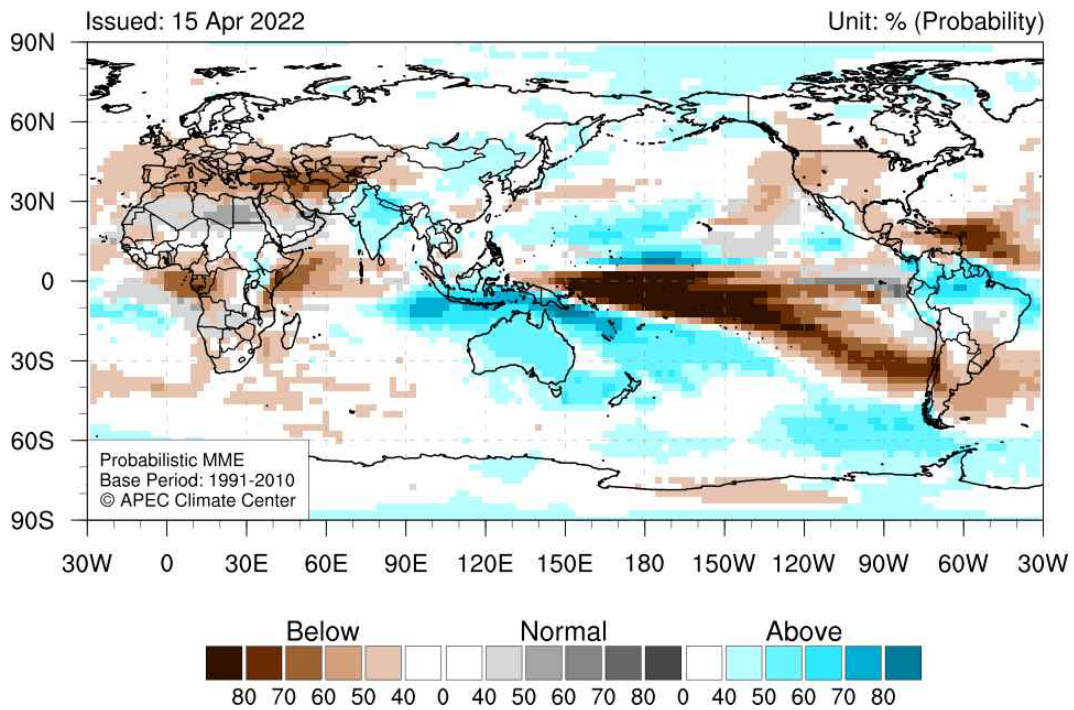 Issued: 15 Apr 2022 Unit: % (Probability)
90N
60N
30N
0
30S
60S
90S
Probabilistic MME
Base Period: 1991-2010
© APEC Climate Center
30W 0 30E 60E 90E 120E 150E 180 150W 120W 90W 60W 30W
Below Normal Above
80 70 60 50 40 0 40 50 60 70 80 0 40 50 60 70 80